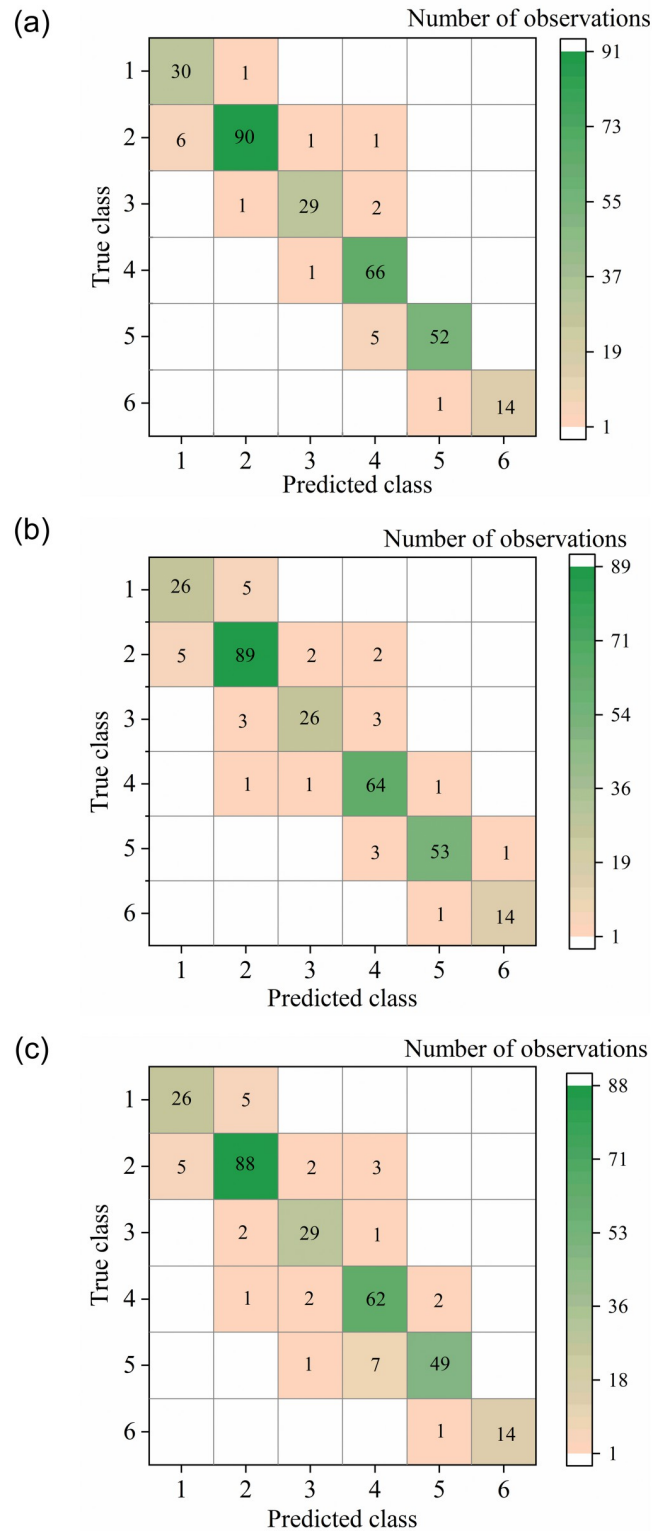 (a)
Number of observations
1 30 1 91
2 6 90 1 1 73
3 1 29 2 55
4 1 66 37
5 5 52 19
6 1 14 1
1 2 3 4 5 6
Predicted class
True class
(b)
Number of observations
1 26 5 89
2 5 89 2 2 71
3 3 26 3 54
4 1 1 64 1 36
5 3 53 1 19
6 1 14 1
1 2 3 4 5 6
Predicted class
True class
(c)
Number of observations
1 26 5 88
2 5 88 2 3 71
3 2 29 1 53
4 1 2 62 2 36
5 1 7 49 18
6 1 14 1
1 2 3 4 5 6
Predicted class
True class